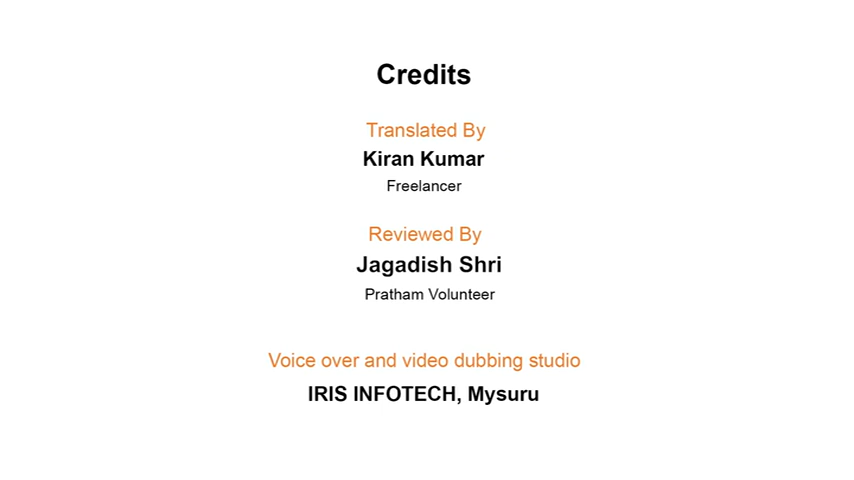 Credits
Translated By
Kiran Kumar
Freelancer
Reviewed By
Jagadish Shri
Pratham Volunteer
Voice over and video dubbing studio
IRIS INFOTECH, Mysuru